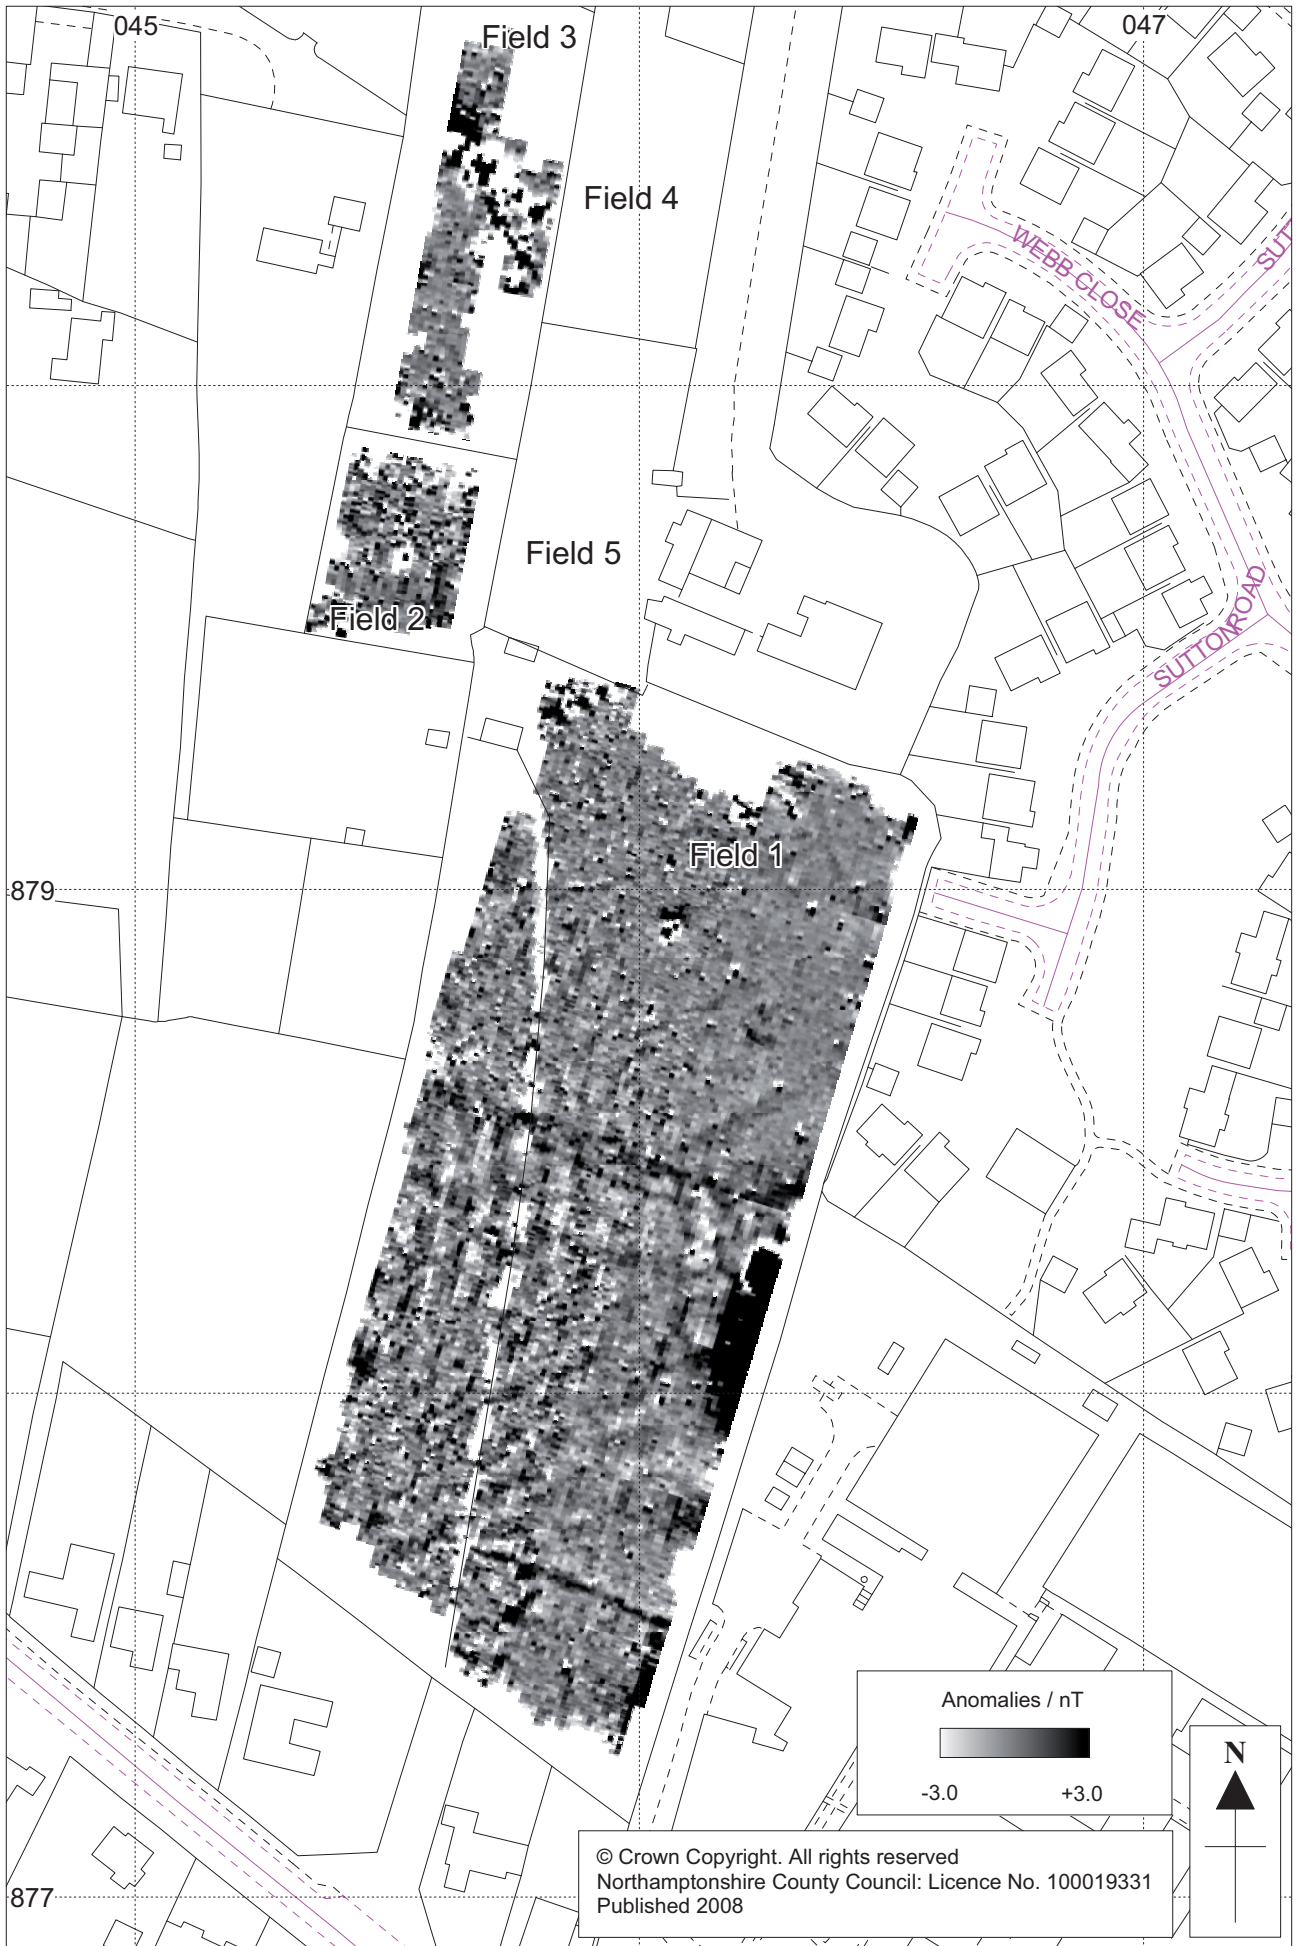 045
047
Field 3
Field 4
WEBB CLOSE
SUT
Field 5
Field 2
SUTTON ROAD
Field 1
879
Anomalies / nT
-3.0 +3.0
N
© Crown Copyright. All rights reserved
Northamptonshire County Council: Licence No. 100019331
Published 2008
877